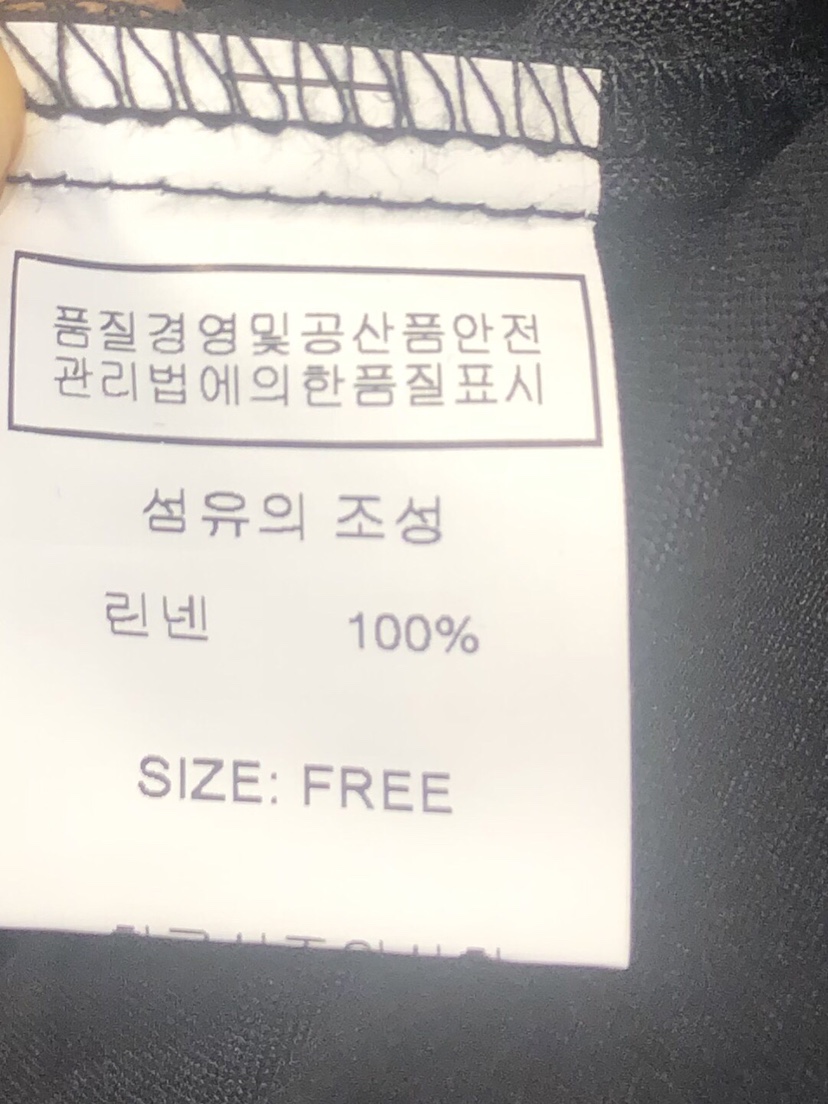 품질경영및공산품안전
관리법에의한품질표시
섬유의 조성
린넨 100%
SIZE: FREE